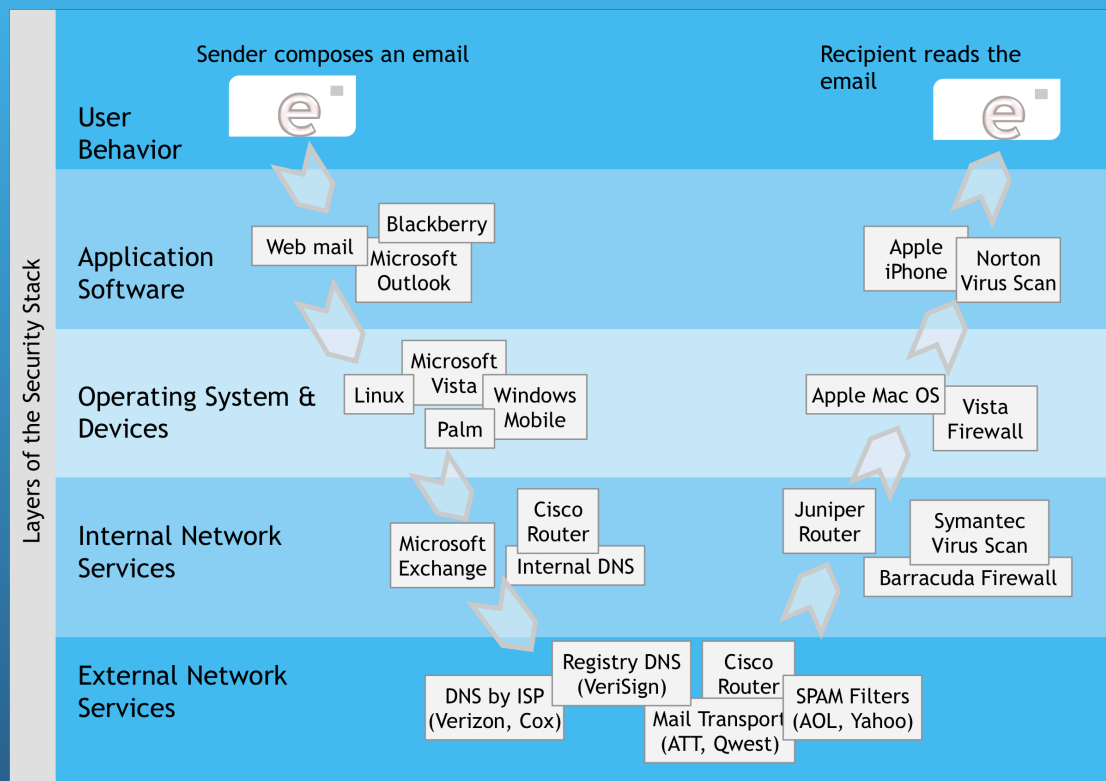 Layers of the Security Stack
Sender composes an email
Recipient reads the
email
e
e
User
Behavior
Application
Software
Web mail
Blackberry
Microsoft
Outlook
Apple
iPhone
Norton
Virus Scan
Operating System &
Devices
Linux
Microsoft
Vista
Windows
Mobile
Palm
Apple Mac OS
Vista
Firewall
Internal Network
Services
Microsoft
Exchange
Cisco
Router
Internal DNS
Juniper
Router
Symantec
Virus Scan
Barracuda Firewall
External Network
Services
DNS by ISP
(Verizon, Cox)
Registry DNS
(VeriSign)
Cisco
Router
Mail Transport
(ATT, Qwest)
SPAM Filters
(AOL, Yahoo)